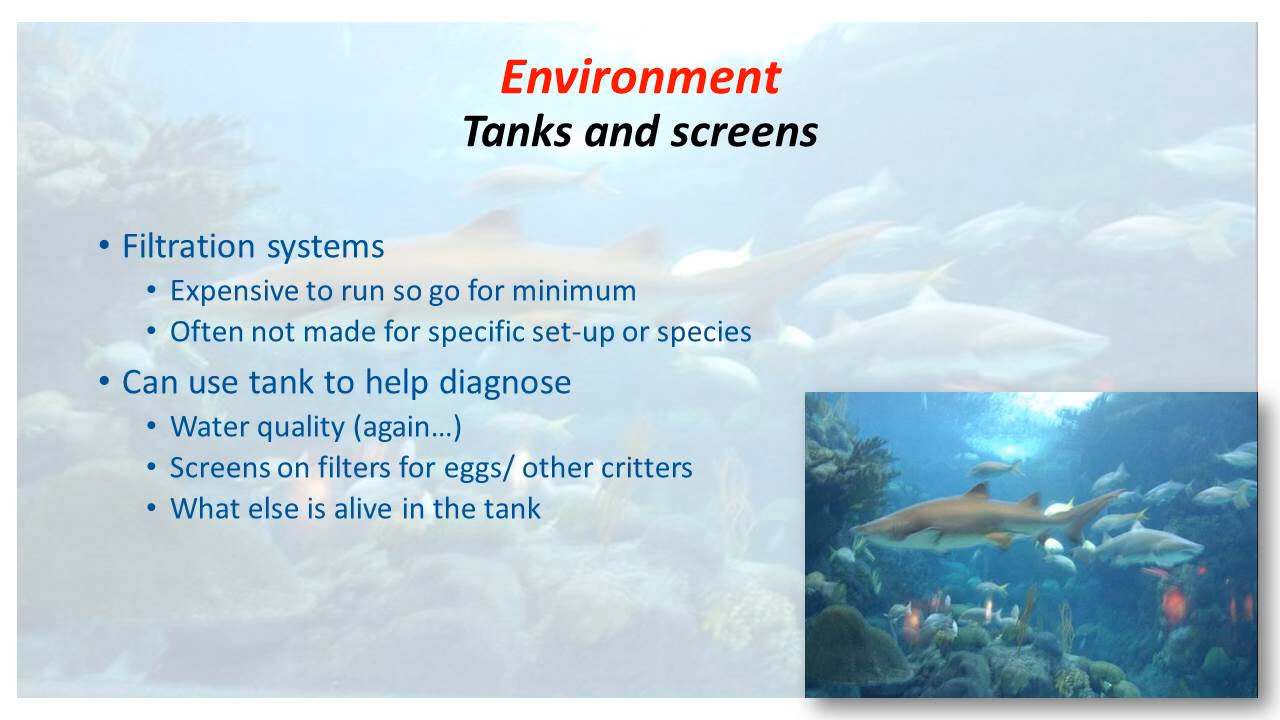 Environment
Tanks and screens
• Filtration systems
• Expensive to run so go for minimum
• Often not made for specific set-up or species
• Can use tank to help diagnose
• Water quality (again…)
• Screens on filters for eggs/ other critters
• What else is alive in the tank